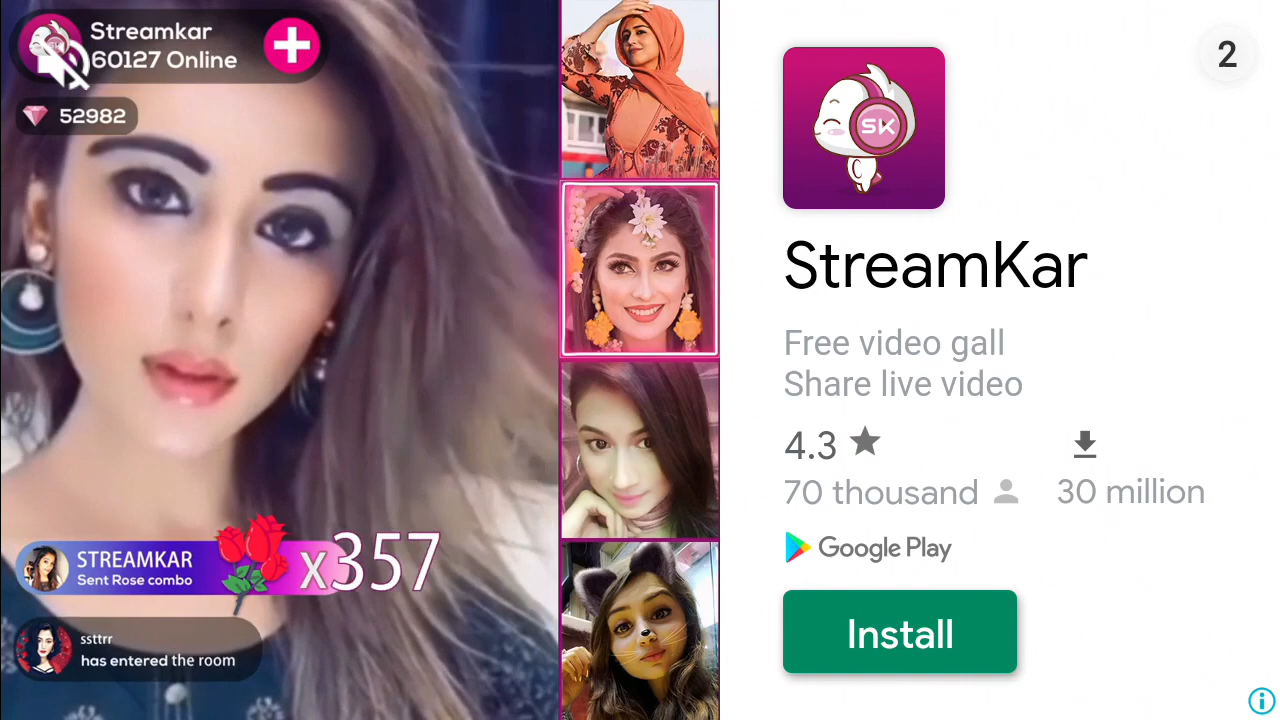 Streamkar
60127 Online
52982
STREAMKAR
Sent Rose combo
x357
ssttrr
has entered the room
2
SK
StreamKar
Free video gall
Share live video
4.3
70 thousand
30 million
Google Play
Install